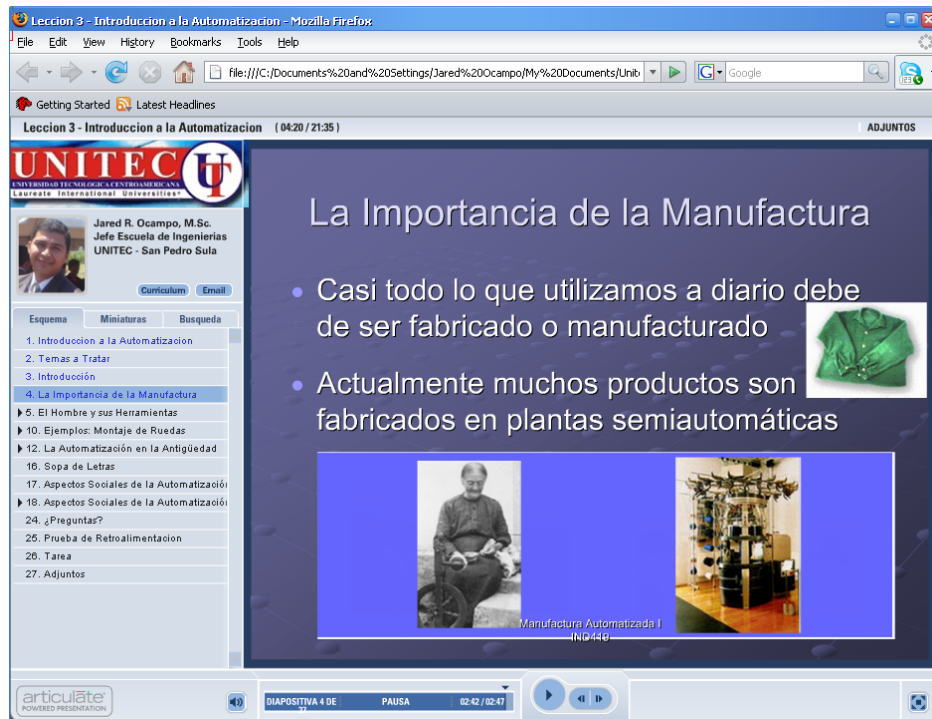 Leccion 3 - Introduccion a la Automatizacion - Mozilla Firefox
File Edit View History Bookmarks Tools Help
file:///C:/Documents%20and%20Settings/Jared%20Ocampo/My%20Documents/Unit
G Google
Getting Started Latest Headlines
Leccion 3 - Introduccion a la Automatizacion (04:20 / 21:35) ADJUNTOS
UNITEC
UNIVERSIDAD TECNOLOGICA CENTROAMERICANA
Laureate International Universities
Jared R. Ocampo, M.Sc.
Jefe Escuela de Ingenierias
UNITEC - San Pedro Sula
Curriculum Email
Esquema Miniaturas Busqueda
1. Introduccion a la Automatizacion
2. Temas a Tratar
3. Introducción
4. La Importancia de la Manufactura
5. El Hombre y sus Herramientas
10. Ejemplos: Montaje de Ruedas
12. La Automatización en la Antigüedad
16. Sopa de Letras
17. Aspectos Sociales de la Automatizació
18. Aspectos Sociales de la Automatizació
24. ¿Preguntas?
25. Prueba de Retroalimentacion
26. Tarea
27. Adjuntos
La Importancia de la Manufactura
Casi todo lo que utilizamos a diario debe
de ser fabricado o manufacturado
Actualmente muchos productos son
fabricados en plantas semiautomáticas
Manufactura Automatizada I
IND419
articulate
POWERED PRESENTATION
DIAPOSITIVA 4 DE
27
PAUSA
02:42 / 02:47